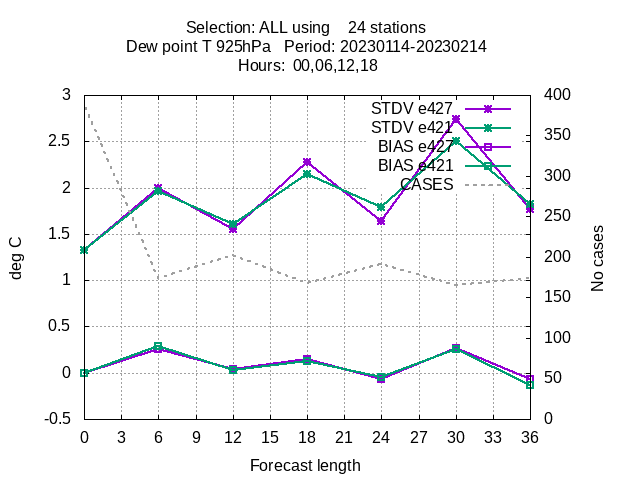 Selection: ALL using    24 stations
Dew point T 925hPa   Period: 20230114-20230214
Hours:  00,06,12,18
STDV e427
STDV e421
BIAS e427
BIAS e421
CASES
3
2.5
2
1.5
1
0.5
0
-0.5
deg C
400
350
300
250
200
150
100
50
0
No cases
0 3 6 9 12 15 18 21 24 27 30 33 36
Forecast length